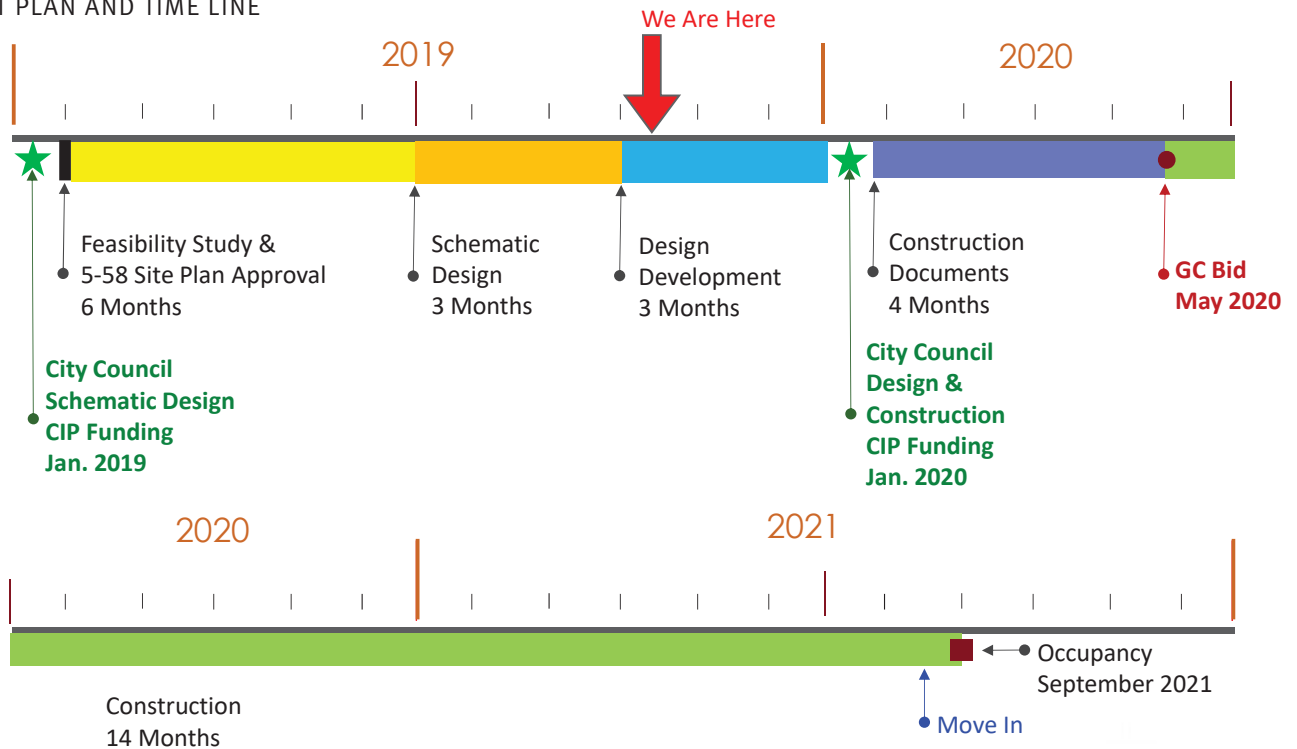 PLAN AND TIME LINE
We Are Here
2019
2020
Feasibility Study &
5-58 Site Plan Approval
6 Months
Schematic
Design
3 Months
Design
Development
3 Months
Construction
Documents
4 Months
GC Bid
May 2020
City Council
Schematic Design
CIP Funding
Jan. 2019
City Council
Design &
Construction
CIP Funding
Jan. 2020
2020
2021
Construction
14 Months
Occupancy
September 2021
Move In